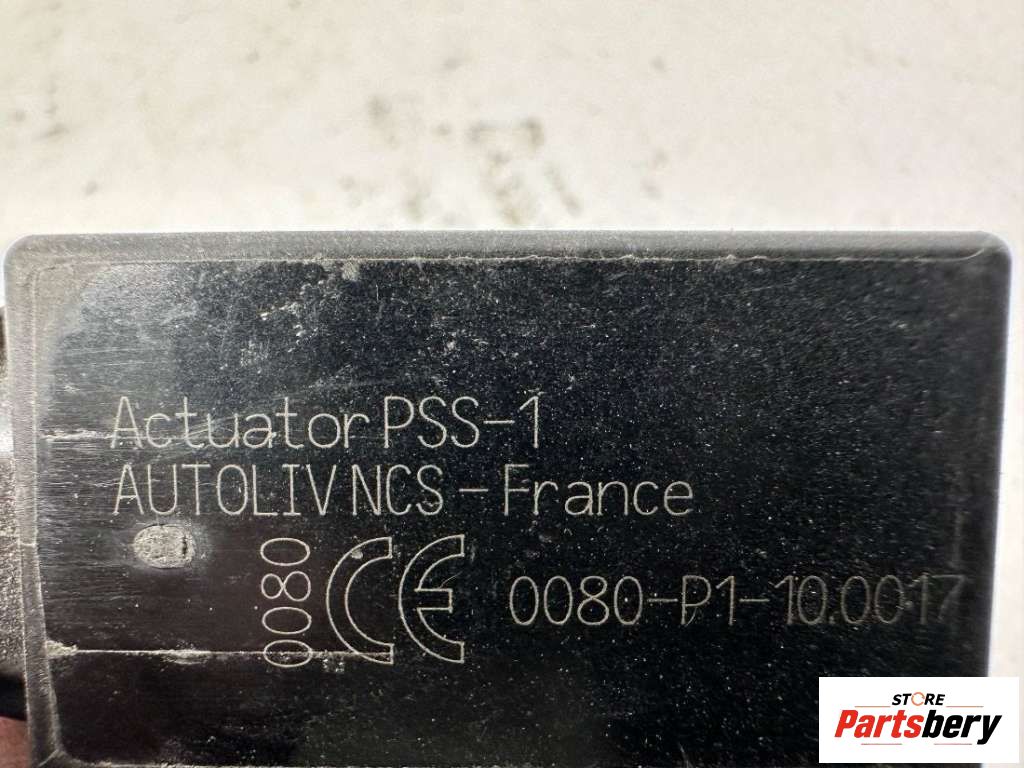 Actuator PSS-1
AUTOLIV NCS - France
0080
CE 0080-P1-10.0017
STORE
Partsbery